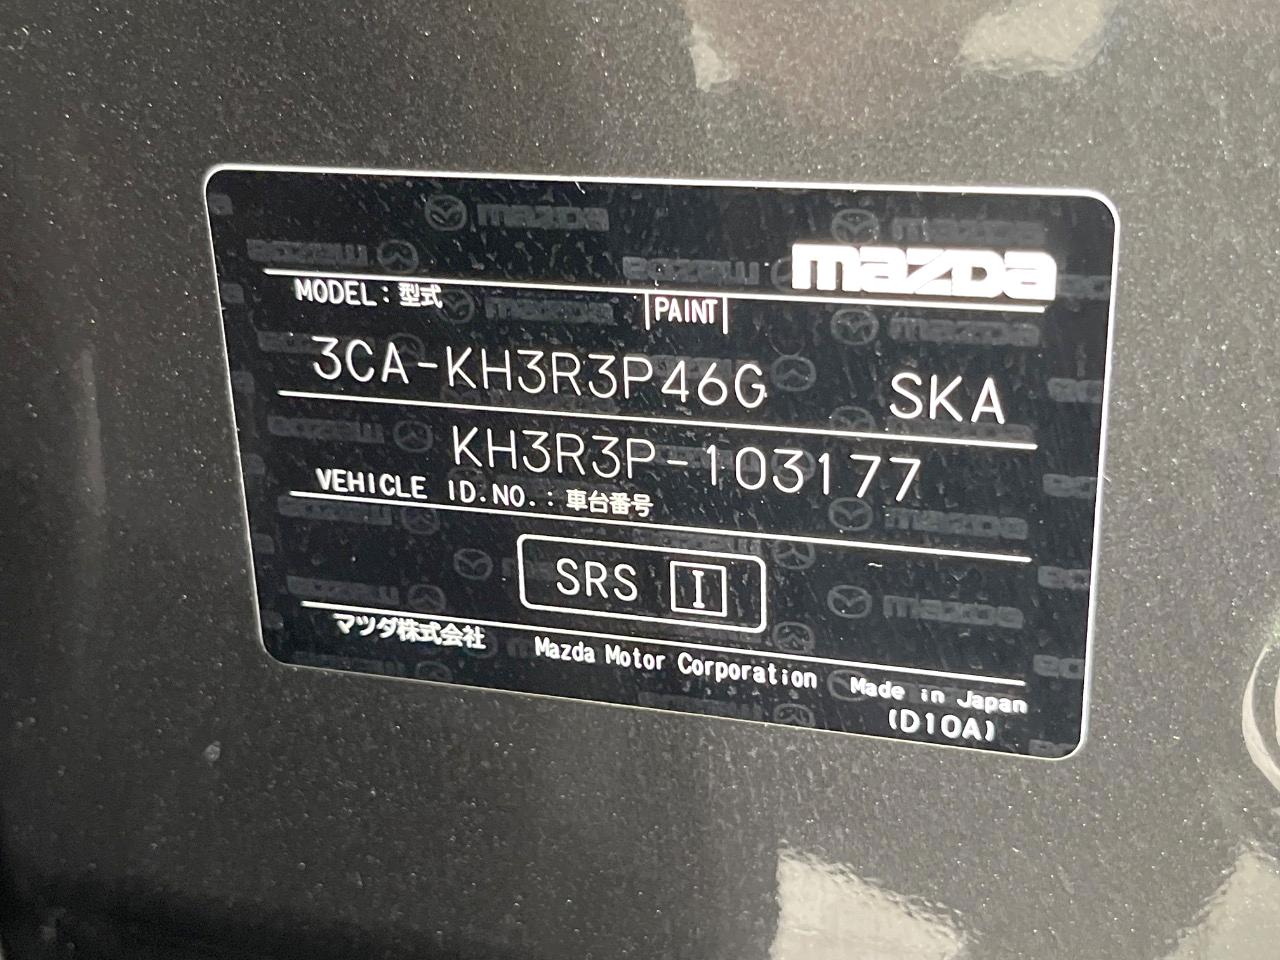 mazda
MODEL：型式
PAINT
3CA-KH3R3P46G SKA
KH3R3P-103177
VEHICLE ID.NO.：車台番号
SRS I
マツダ株式会社 Mazda Motor Corporation Made in Japan
(D10A)